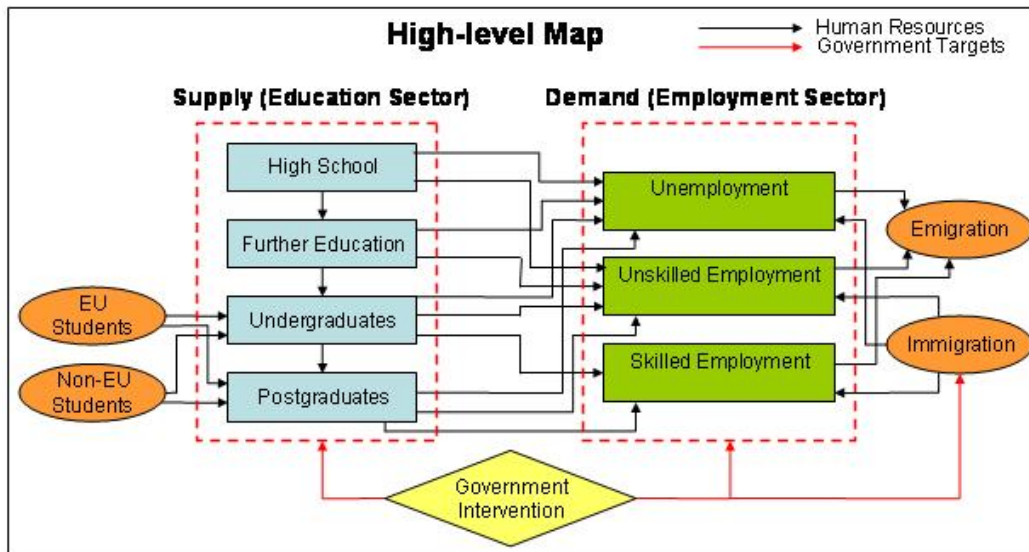 High-level Map
Human Resources
Government Targets
Supply (Education Sector)
Demand (Employment Sector)
High School
Further Education
Undergraduates
Postgraduates
EU
Students
Non-EU
Students
Unemployment
Unskilled Employment
Skilled Employment
Emigration
Immigration
Government
Intervention